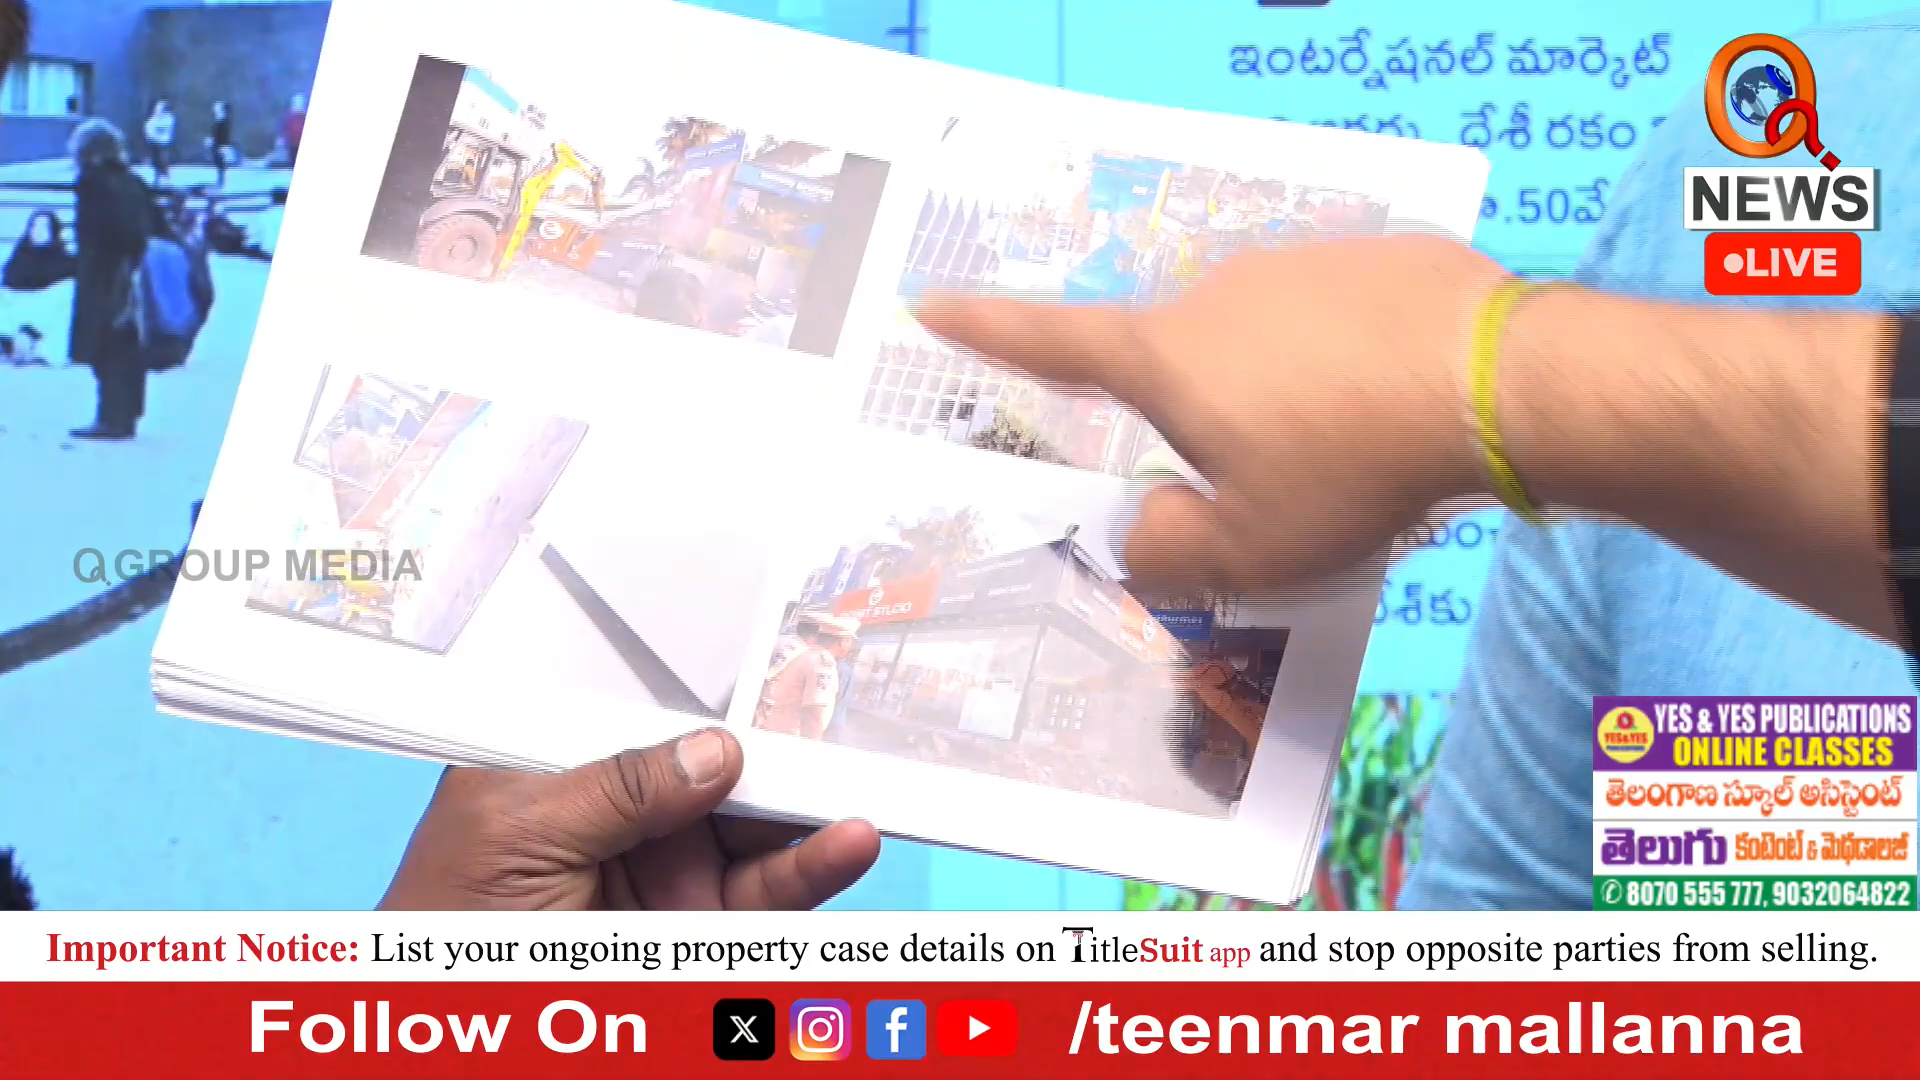 ఇంటర్నేషనల్ మార్కెట్
దేశీ రకం
.50వే
NEWS
LIVE
Q GROUP MEDIA
YES & YES PUBLICATIONS
ONLINE CLASSES
తెలంగాణ స్కూల్ అసిస్టెంట్
తెలుగు కంటెంట్ & మెథడాలజీ
8070 555 777, 9032064822
Important Notice: List your ongoing property case details on TitleSuit app and stop opposite parties from selling.
Follow On /teenmar mallanna